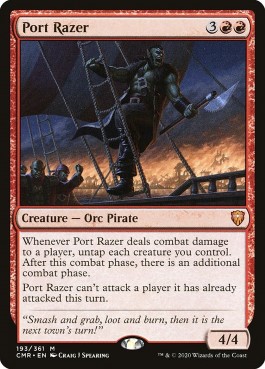 Port Razer 3
Creature — Orc Pirate
Whenever Port Razer deals combat damage
to a player, untap each creature you control.
After this combat phase, there is an additional
combat phase.
Port Razer can't attack a player it has
already attacked this turn.
"Smash and grab, loot and burn, then it is the
next town's turn!"
4/4
193/361 M
CMR • EN Craig J Spearing ™ & © 2020 Wizards of the Coast